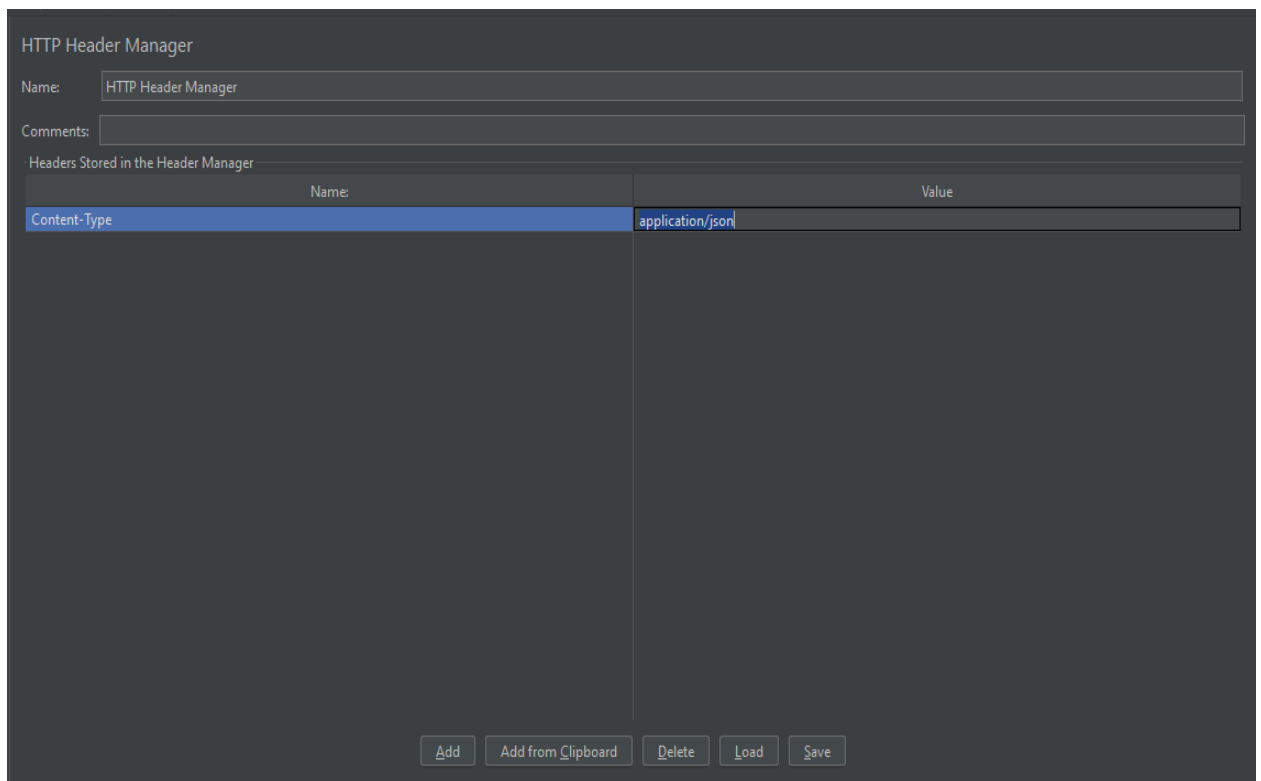 HTTP Header Manager
Name: HTTP Header Manager
Comments:
Headers Stored in the Header Manager
Name: Value
Content-Type application/json
Add Add from Clipboard Delete Load Save